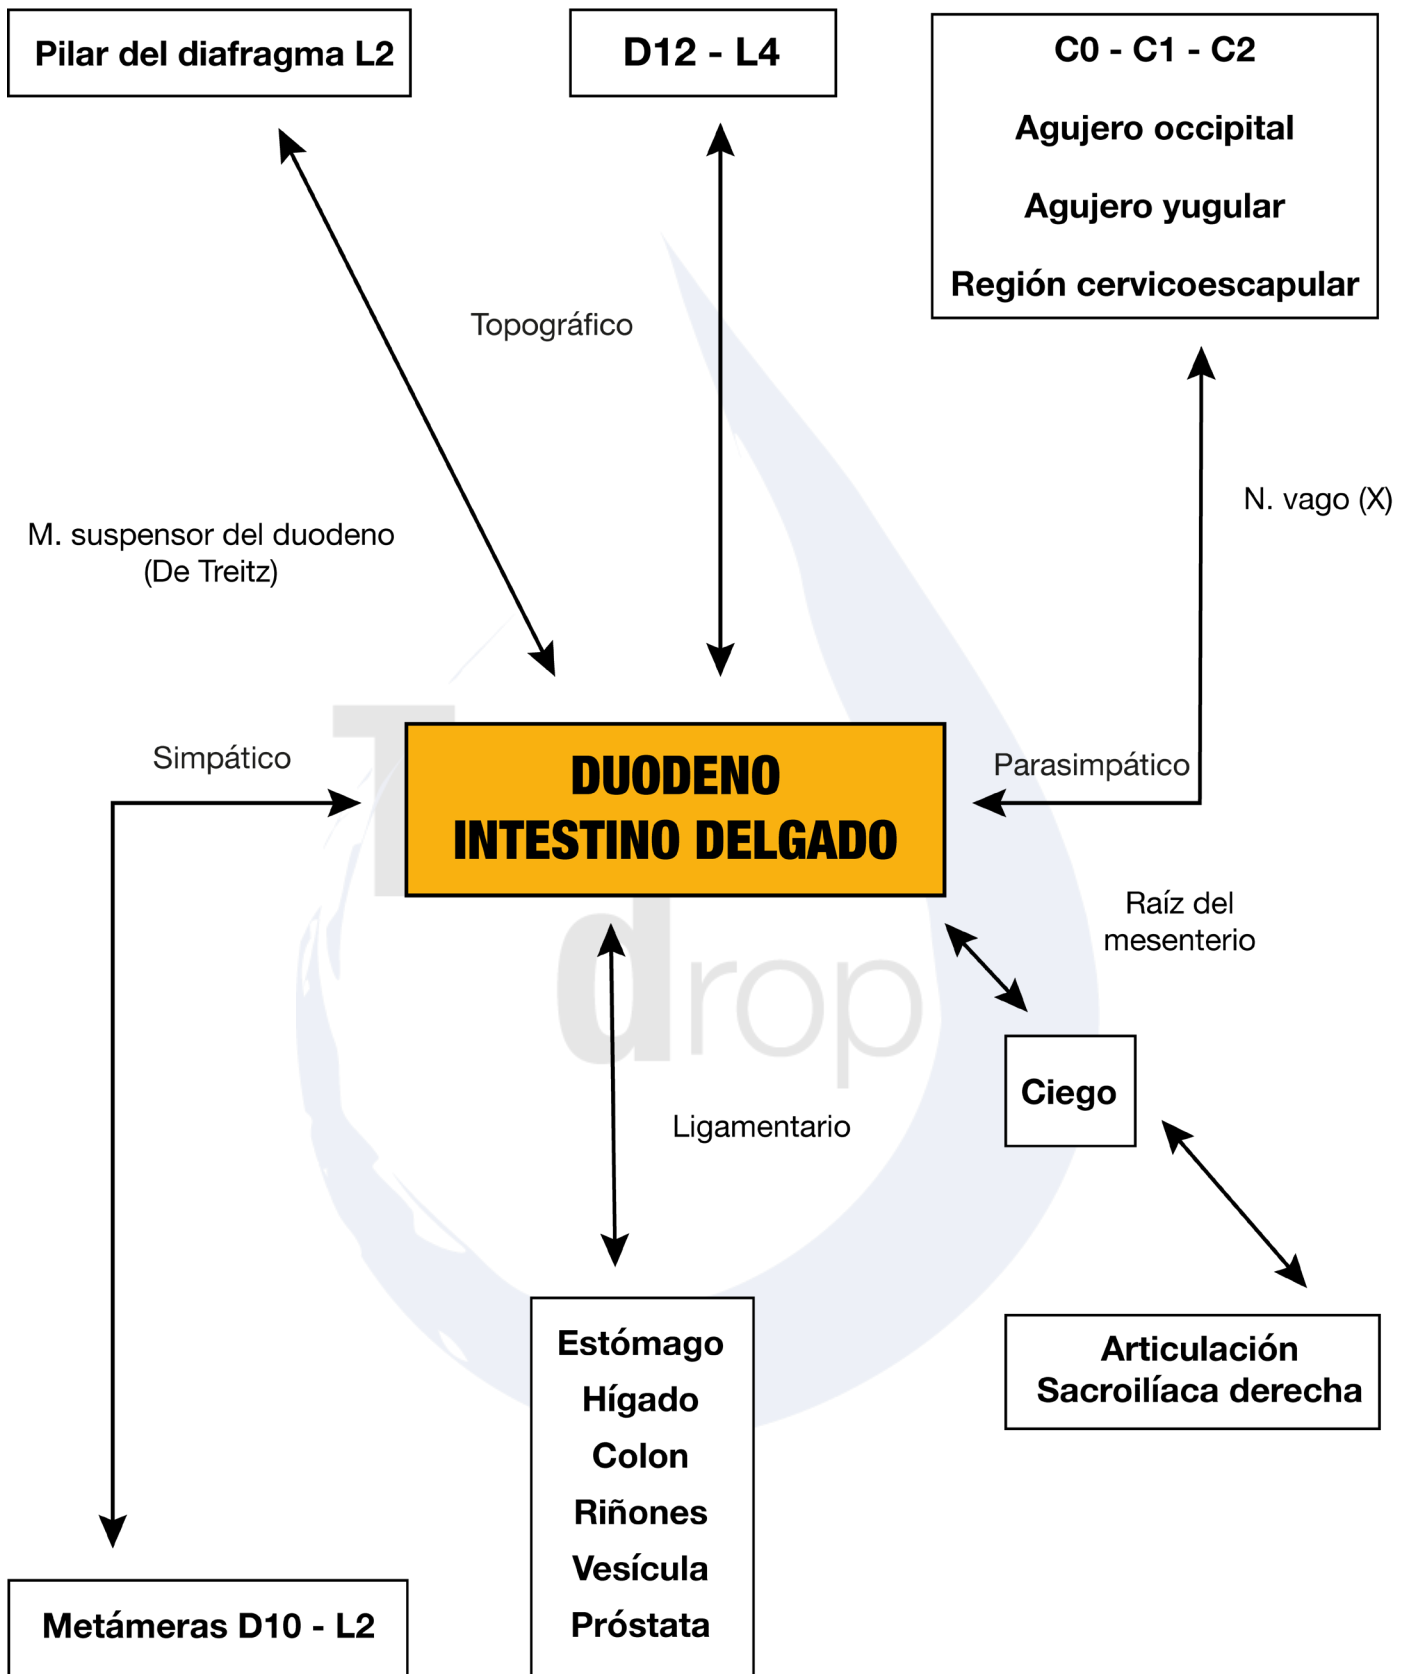 Pilar del diafragma L2
D12 - L4
C0 - C1 - C2
Agujero occipital
Agujero yugular
Región cervicoescapular
Topográfico
N. vago (X)
M. suspensor del duodeno
(De Treitz)
Simpático
DUODENO
INTESTINO DELGADO
Parasimpático
Raíz del
mesenterio
T
drop
Ciego
Ligamentario
Estómago
Hígado
Colon
Riñones
Vesícula
Próstata
Articulación
Sacroilíaca derecha
Metámeras D10 - L2